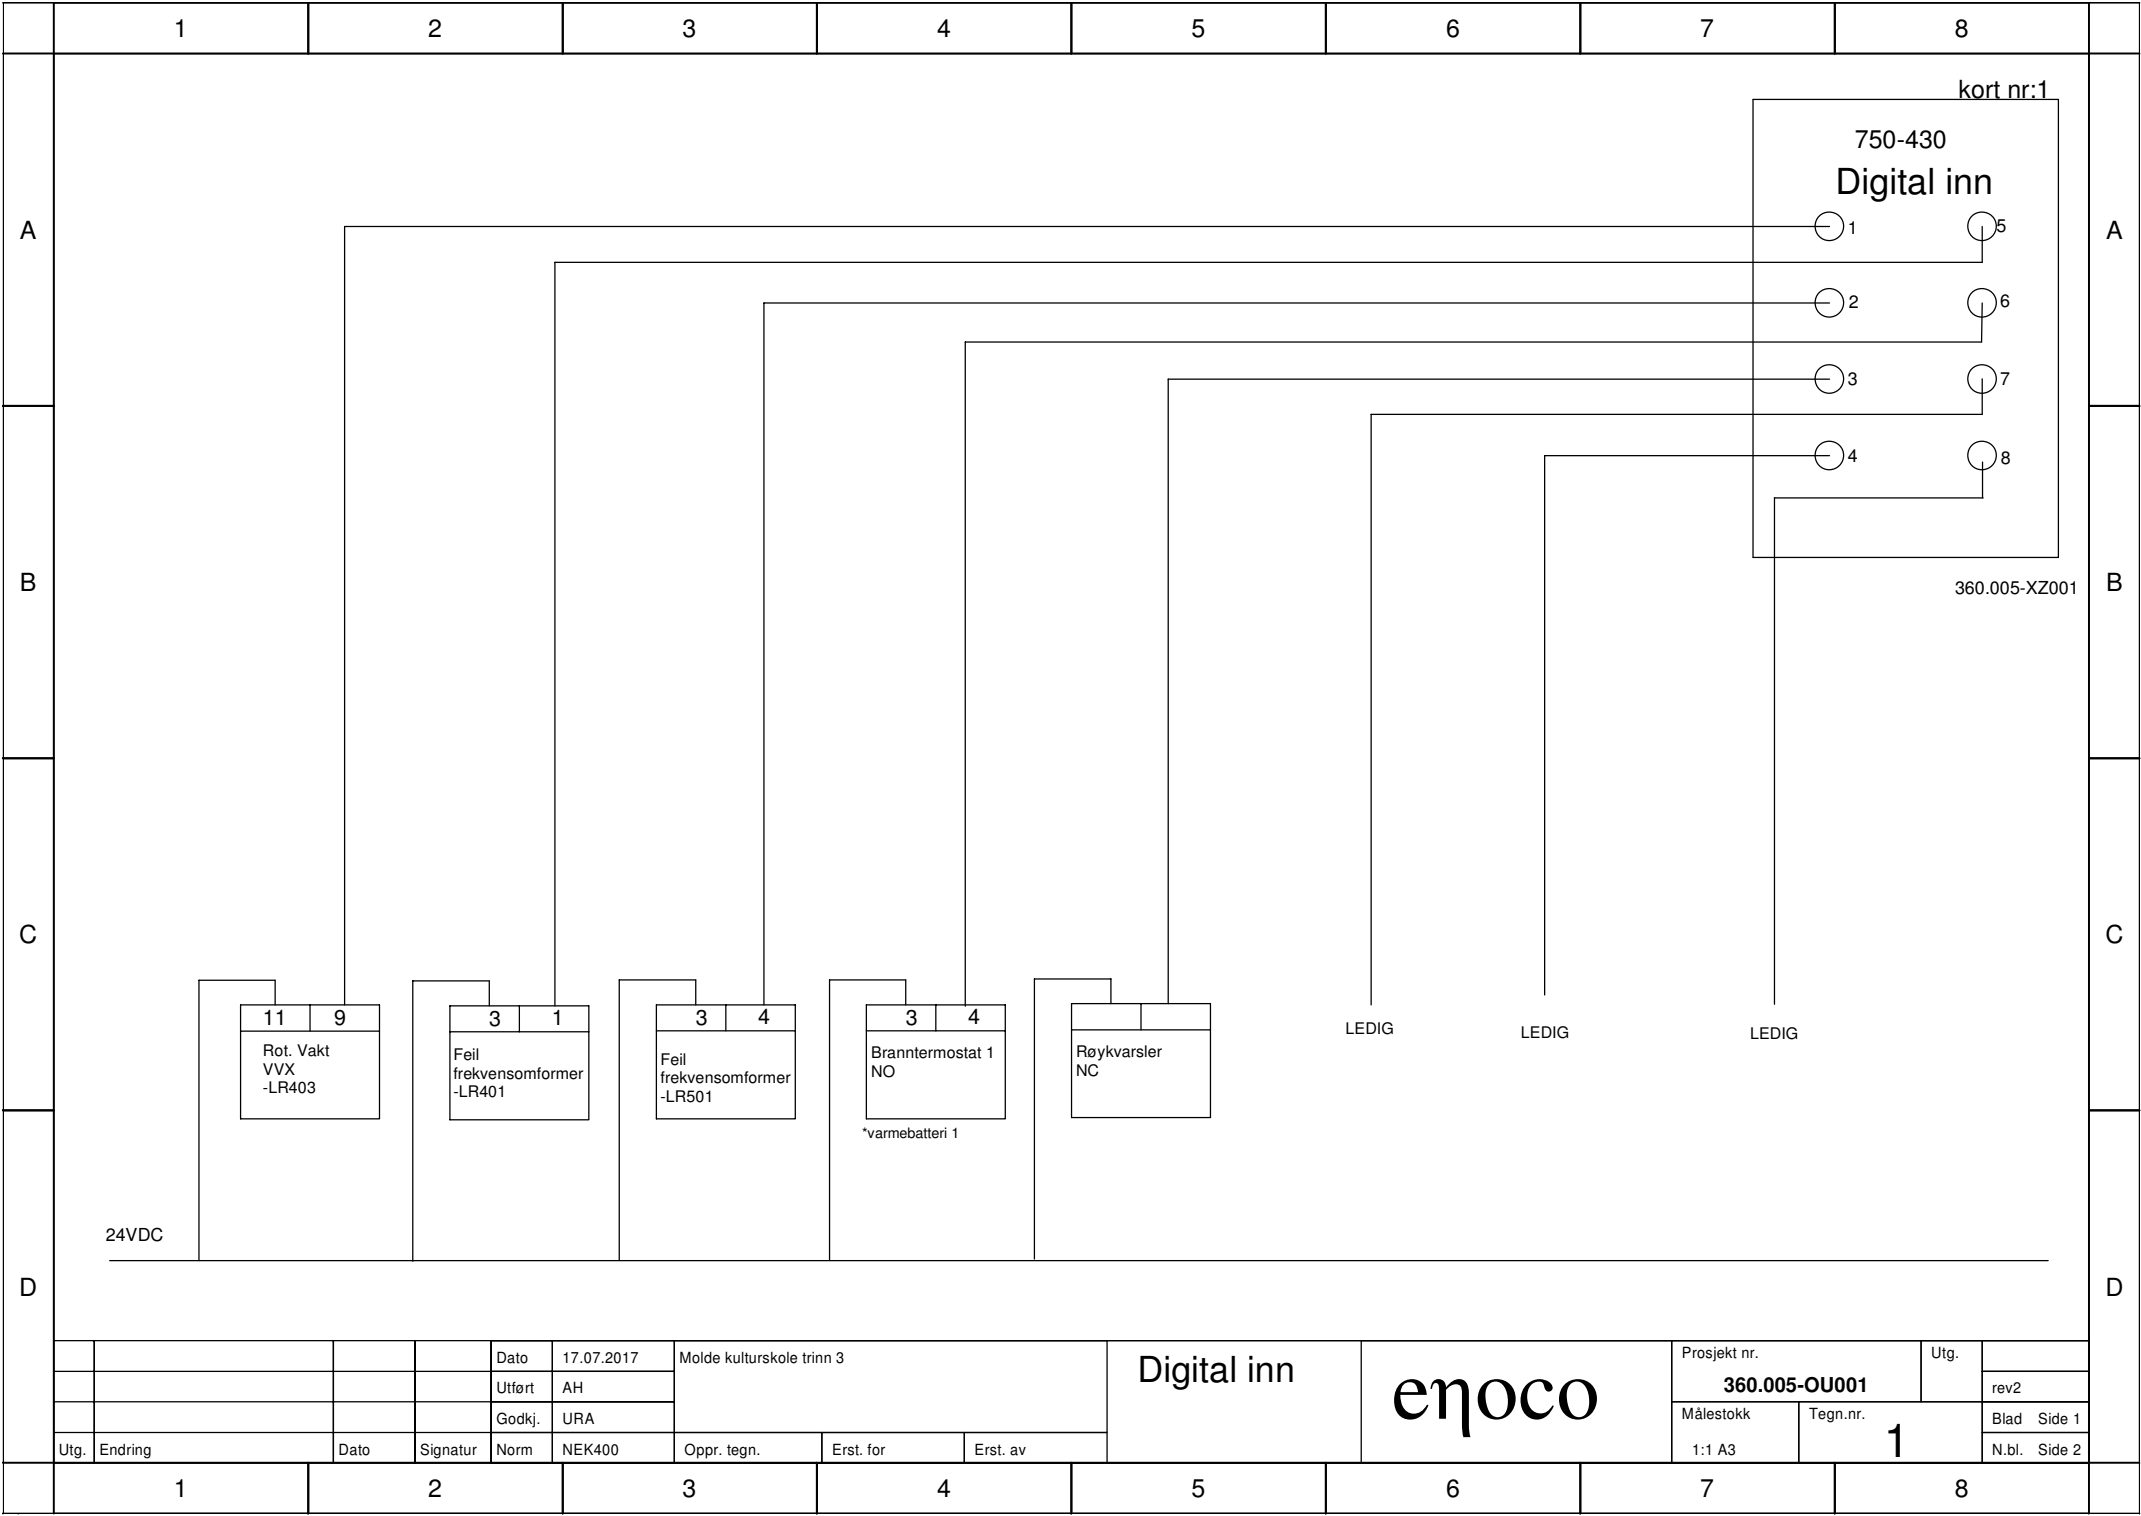 1 2 3 4 5 6 7 8
kort nr:1
750-430
Digital inn
A A
1 5
2 6
3 7
4 8
B B
360.005-XZ001
C C
11 9
Rot. Vakt
VVX
-LR403
3 1
Feil
frekvensomformer
-LR401
3 4
Feil
frekvensomformer
-LR501
3 4
Branntermostat 1
NO
*varmebatteri 1
Røykvarsler
NC
LEDIG
LEDIG
LEDIG
24VDC
D D
Dato 17.07.2017
Utført AH
Godkj. URA
Utg. Endring Dato Signatur Norm NEK400
Molde kulturskole trinn 3
Oppr. tegn. Erst. for Erst. av
Digital inn
enoco
Prosjekt nr.
360.005-OU001
Utg.
rev2
Målestokk
1:1 A3
Tegn.nr.
1
Blad Side 1
N.bl. Side 2
1 2 3 4 5 6 7 8